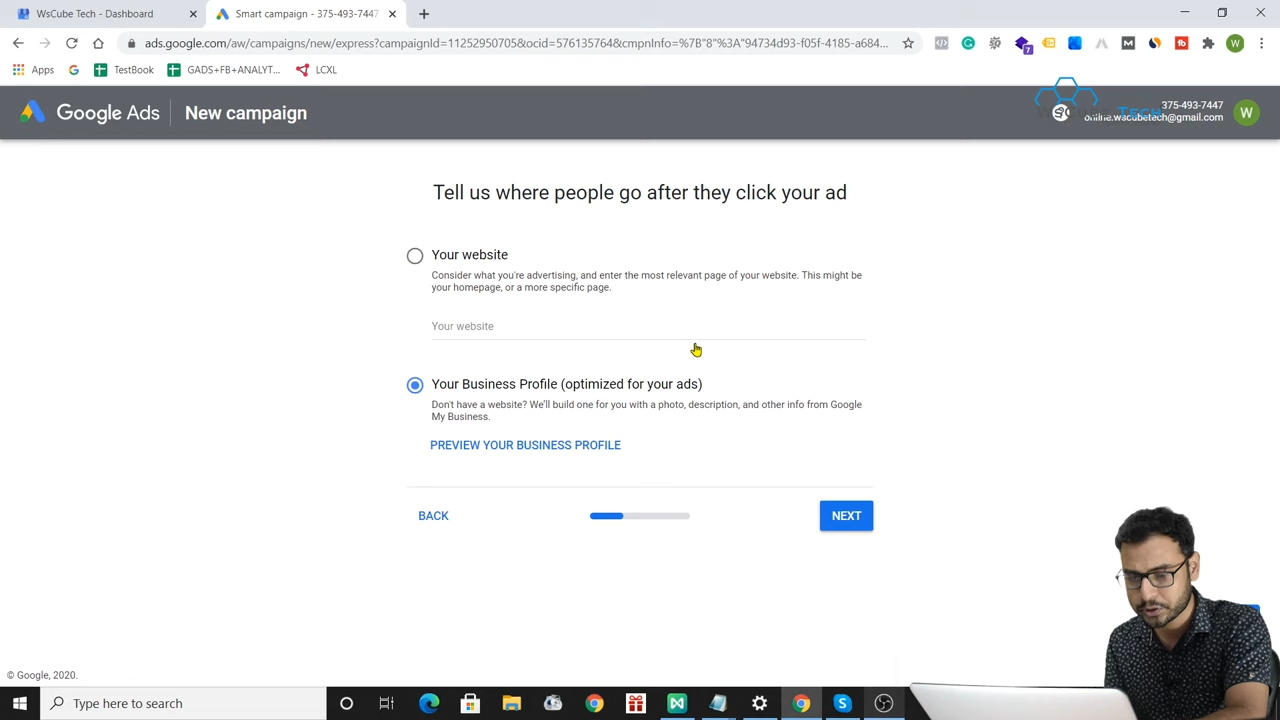 WsCube Tech - Dashboard
Smart campaign - 375-493-7447
ads.google.com/aw/campaigns/new/express?campaignId=11252950705&ocid=576135764&cmpnInfo=%7B"8"%3A"94734d93-f05f-4185-a684...
Apps
TestBook
GADS+FB+ANALYT...
LCXL
Google Ads
New campaign
375-493-7447
online.wscubetech@gmail.com
W
Tell us where people go after they click your ad
Your website
Consider what you're advertising, and enter the most relevant page of your website. This might be
your homepage, or a more specific page.
Your website
Your Business Profile (optimized for your ads)
Don't have a website? We'll build one for you with a photo, description, and other info from Google
My Business.
PREVIEW YOUR BUSINESS PROFILE
BACK
NEXT
© Google, 2020.
Type here to search